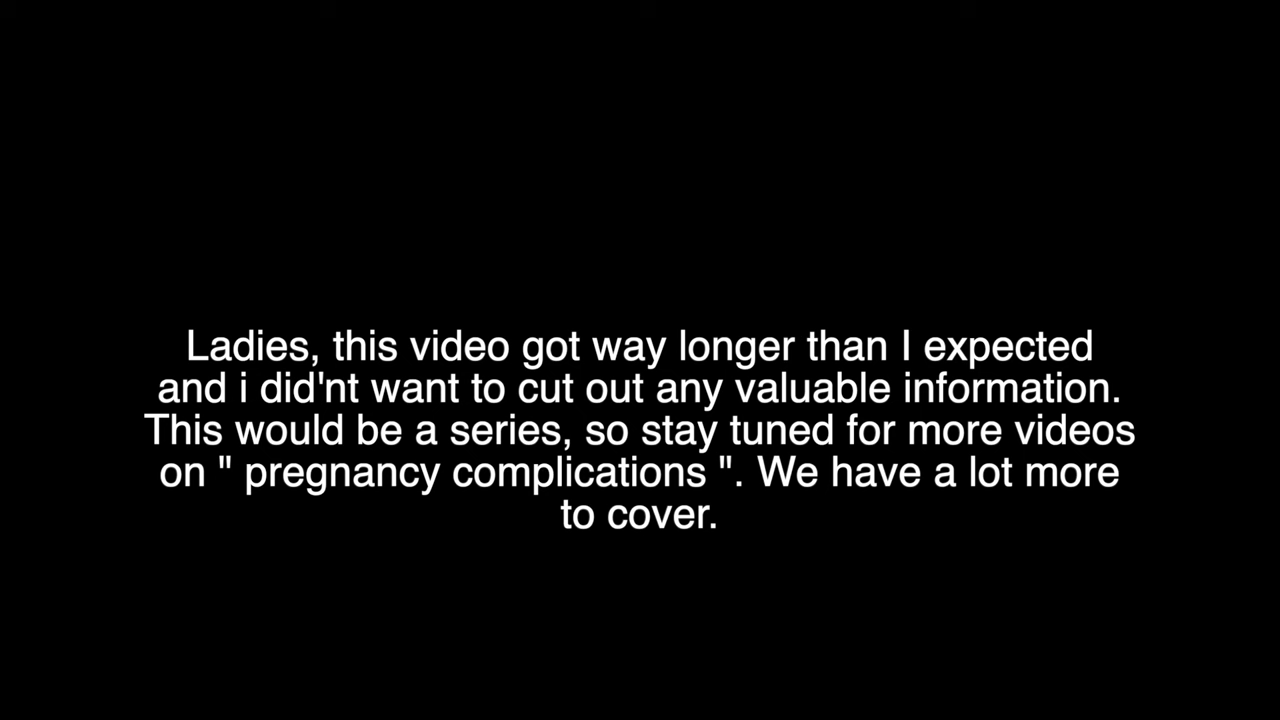 Ladies, this video got way longer than I expected
and i did'nt want to cut out any valuable information.
This would be a series, so stay tuned for more videos
on " pregnancy complications ". We have a lot more
to cover.